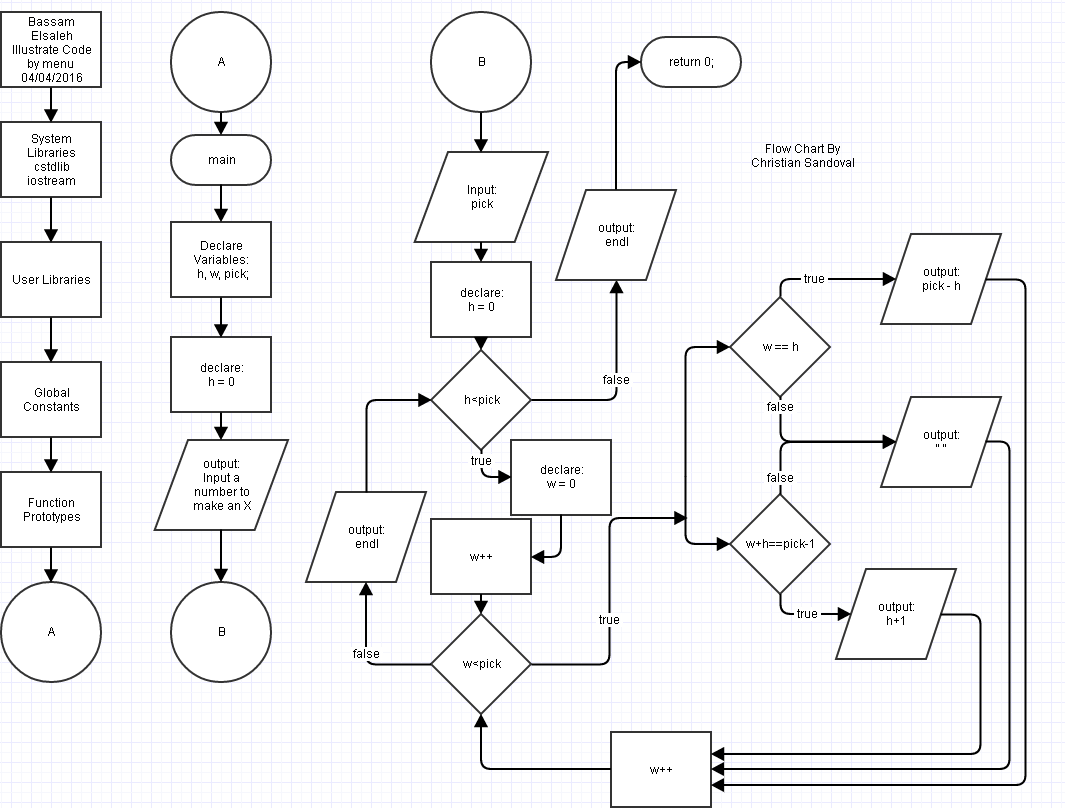 Bassam
Elsaleh
Illustrate Code
by menu
04/04/2016
System
Libraries
cstdlib
iostream
User Libraries
Global
Constants
Function
Prototypes
A
A
main
Declare
Variables:
h, w, pick;
declare:
h = 0
output:
Input a
number to
make an X
B
B
Input:
pick
declare:
h = 0
h<pick
true
false
declare:
w = 0
w++
w<pick
false
true
output:
endl
output:
endl
return 0;
Flow Chart By
Christian Sandoval
w == h
true
false
output:
pick - h
output:
" "
false
w+h==pick-1
true
output:
h+1
w++